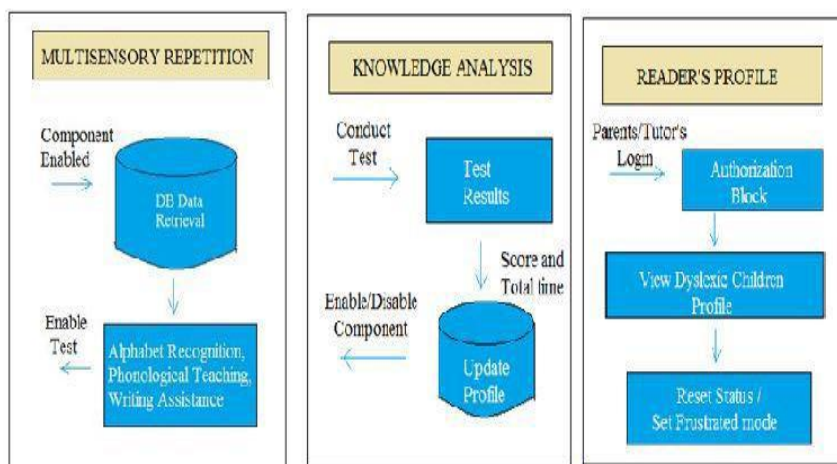 MULTISENSORY REPETITION
Component
Enabled
DB Data
Retrieval
Enable
Test
Alphabet Recognition,
Phonological Teaching,
Writing Assistance
KNOWLEDGE ANALYSIS
Conduct
Test
Test
Results
Score and
Total time
Enable/Disable
Component
Update
Profile
READER'S PROFILE
Parents/Tutor's
Login
Authorization
Block
View Dyslexic Children
Profile
Reset Status /
Set Frustrated mode